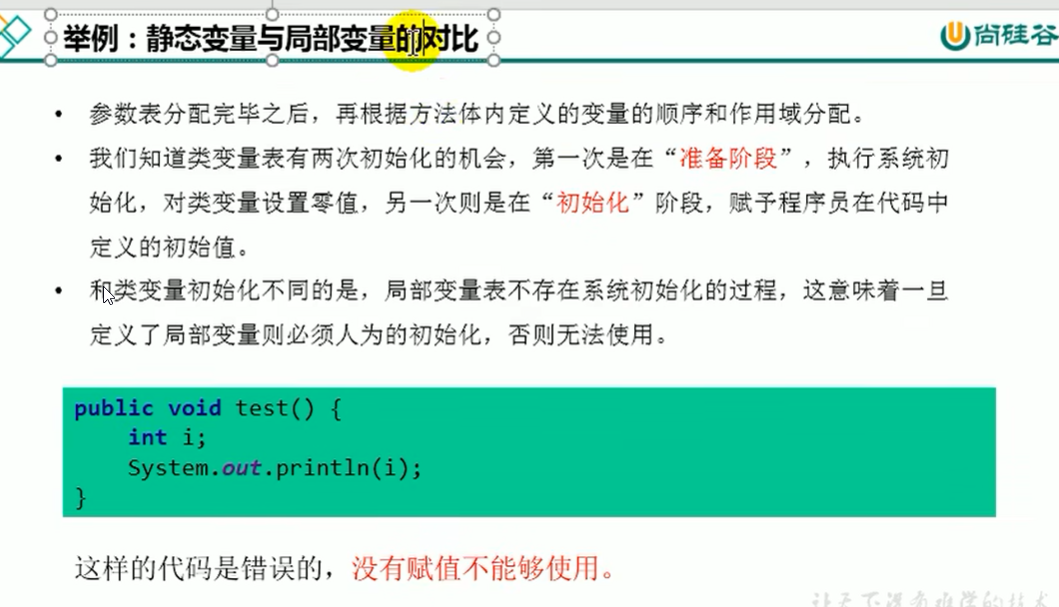 举例：静态变量与局部变量的对比
尚硅谷
• 参数表分配完毕之后，再根据方法体内定义的变量的顺序和作用域分配。
• 我们知道类变量表有两次初始化的机会，第一次是在“准备阶段”，执行系统初
始化，对类变量设置零值，另一次则是在“初始化”阶段，赋予程序员在代码中
定义的初始值。
• 和类变量初始化不同的是，局部变量表不存在系统初始化的过程，这意味着一旦
定义了局部变量则必须人为的初始化，否则无法使用。
public void test() {
    int i;
    System.out.println(i);
}
这样的代码是错误的，没有赋值不能够使用。